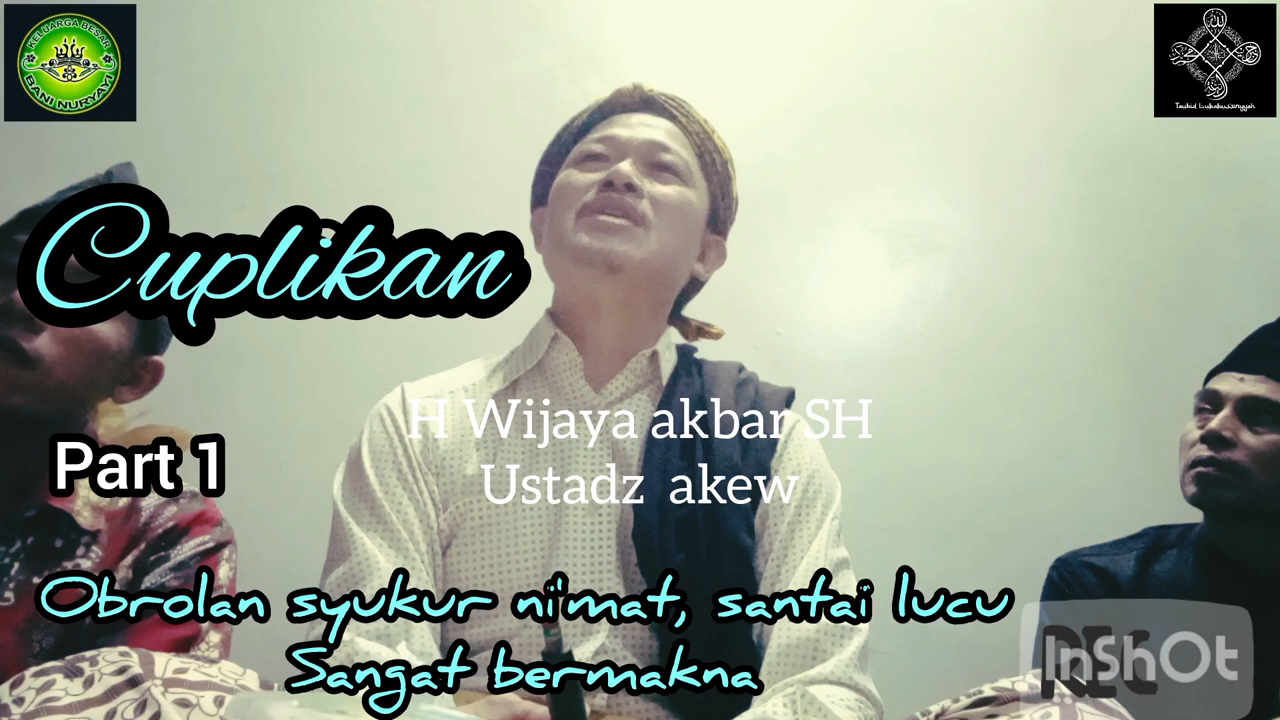 KELUARGA BESAR
BANI NURYAYI
Cuplikan
H Wijaya akbar SH
Ustadz akew
Part 1
Obrolan syukur ni'mat, santai lucu
Sangat bermakna
InShOt